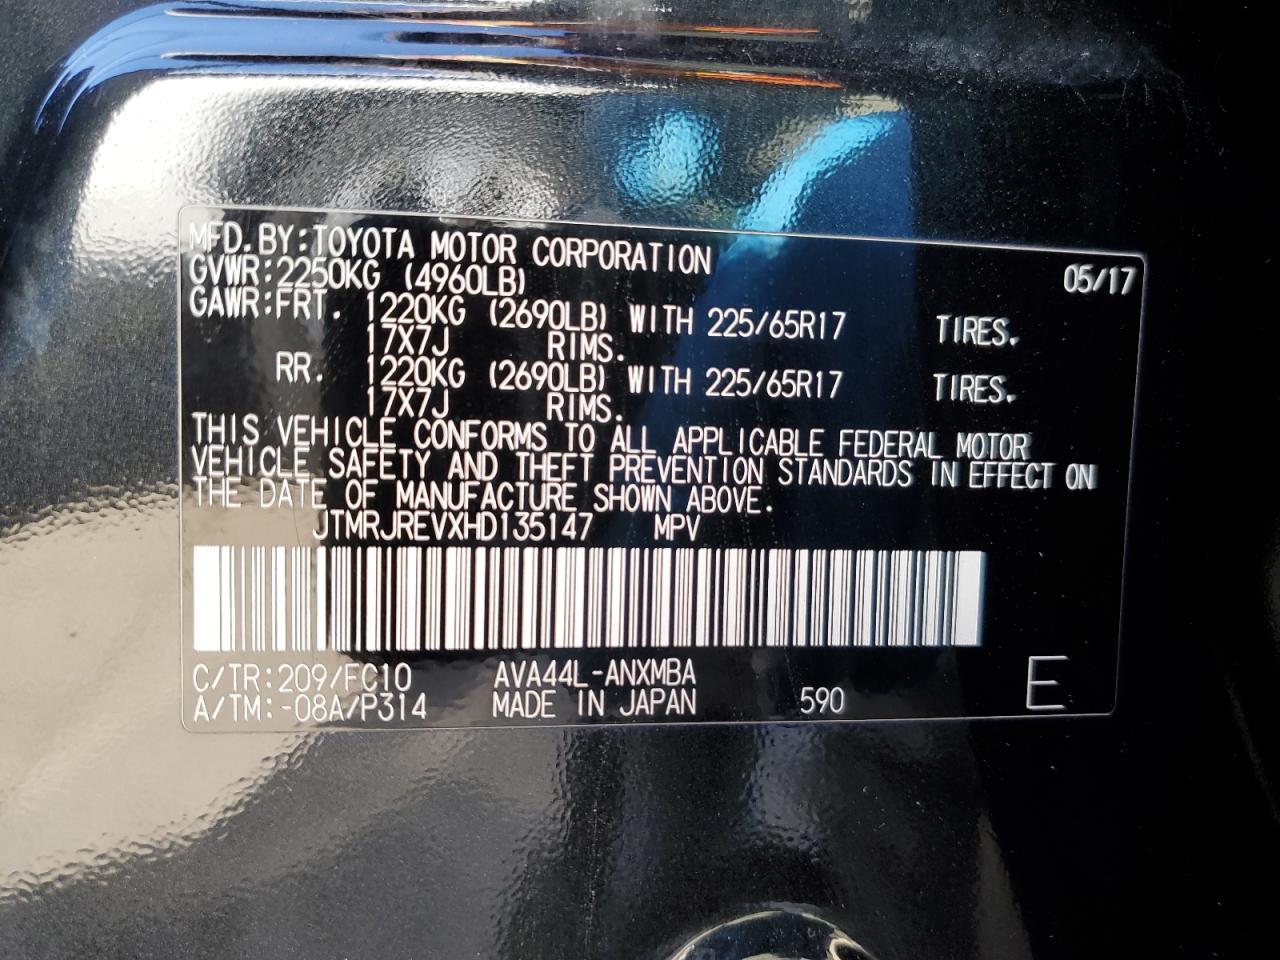 MFD. BY: TOYOTA MOTOR CORPORATION 05/17
GVWR: 2250KG (4960LB)
GAWR: FRT. 1220KG (2690LB) WITH 225/65R17 TIRES.
17X7J RIMS.
RR. 1220KG (2690LB) WITH 225/65R17 TIRES.
17X7J RIMS.
THIS VEHICLE CONFORMS TO ALL APPLICABLE FEDERAL MOTOR
VEHICLE SAFETY AND THEFT PREVENTION STANDARDS IN EFFECT ON
THE DATE OF MANUFACTURE SHOWN ABOVE.
JTMRJREVXHD135147 MPV
C/TR: 209/FC10 AVA44L-ANXMBA
A/TM: -08A/P314 MADE IN JAPAN 590 E